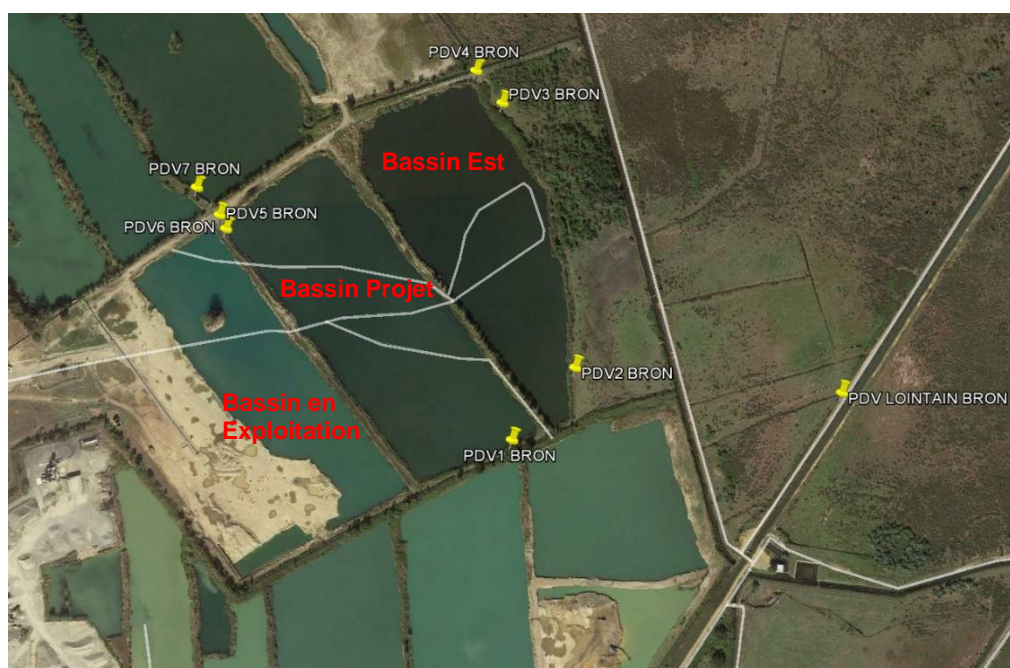 PDV4 BRON
PDV3 BRON
Bassin Est
PDV7 BRON
PDV5 BRON
PDV6 BRON
Bassin Projet
PDV2 BRON
PDV LOINTAIN BRON
Bassin en
Exploitation
PDV1 BRON